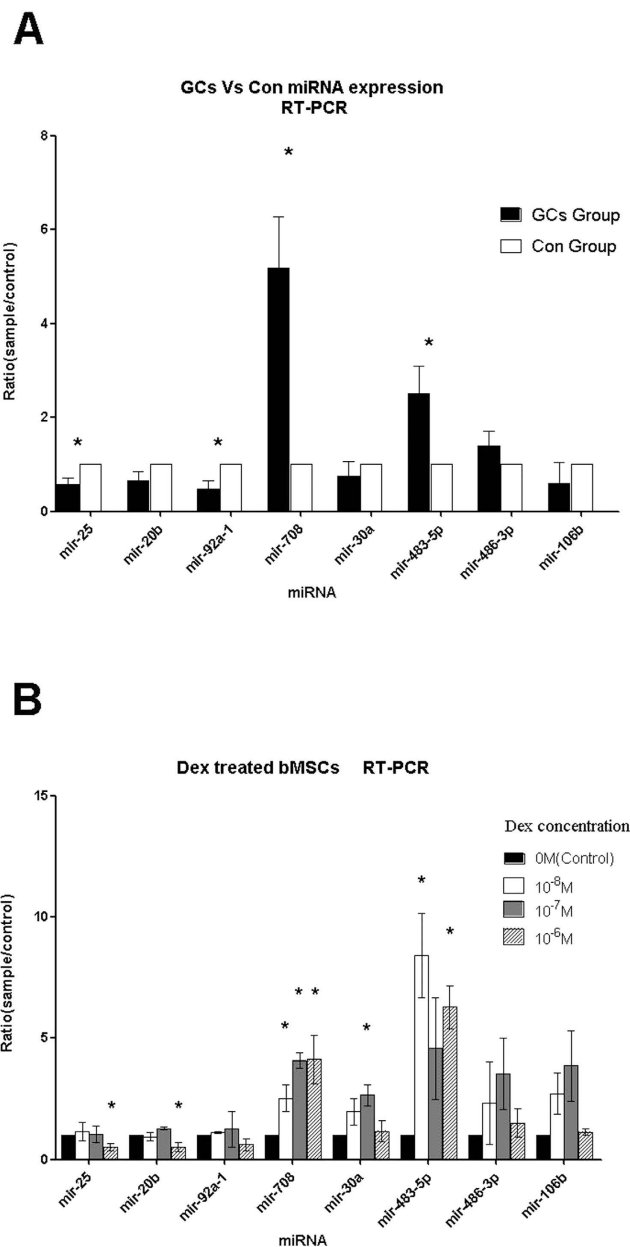 A
GCs Vs Con miRNA expression
RT-PCR
8
6
4
2
0
Ratio(sample/control)
*
*
*
*
GCs Group
Con Group
mir-25
mir-20b
mir-92a-1
mir-708
mir-30a
mir-483-5p
mir-486-3p
mir-106b
miRNA
B
Dex treated bMSCs RT-PCR
15
10
5
0
Ratio(sample/control)
Dex concentration
0M(Control)
10⁻⁸M
10⁻⁷M
10⁻⁶M
*
*
*
*
*
*
*
*
mir-25
mir-20b
mir-92a-1
mir-708
mir-30a
mir-483-5p
mir-486-3p
mir-106b
miRNA